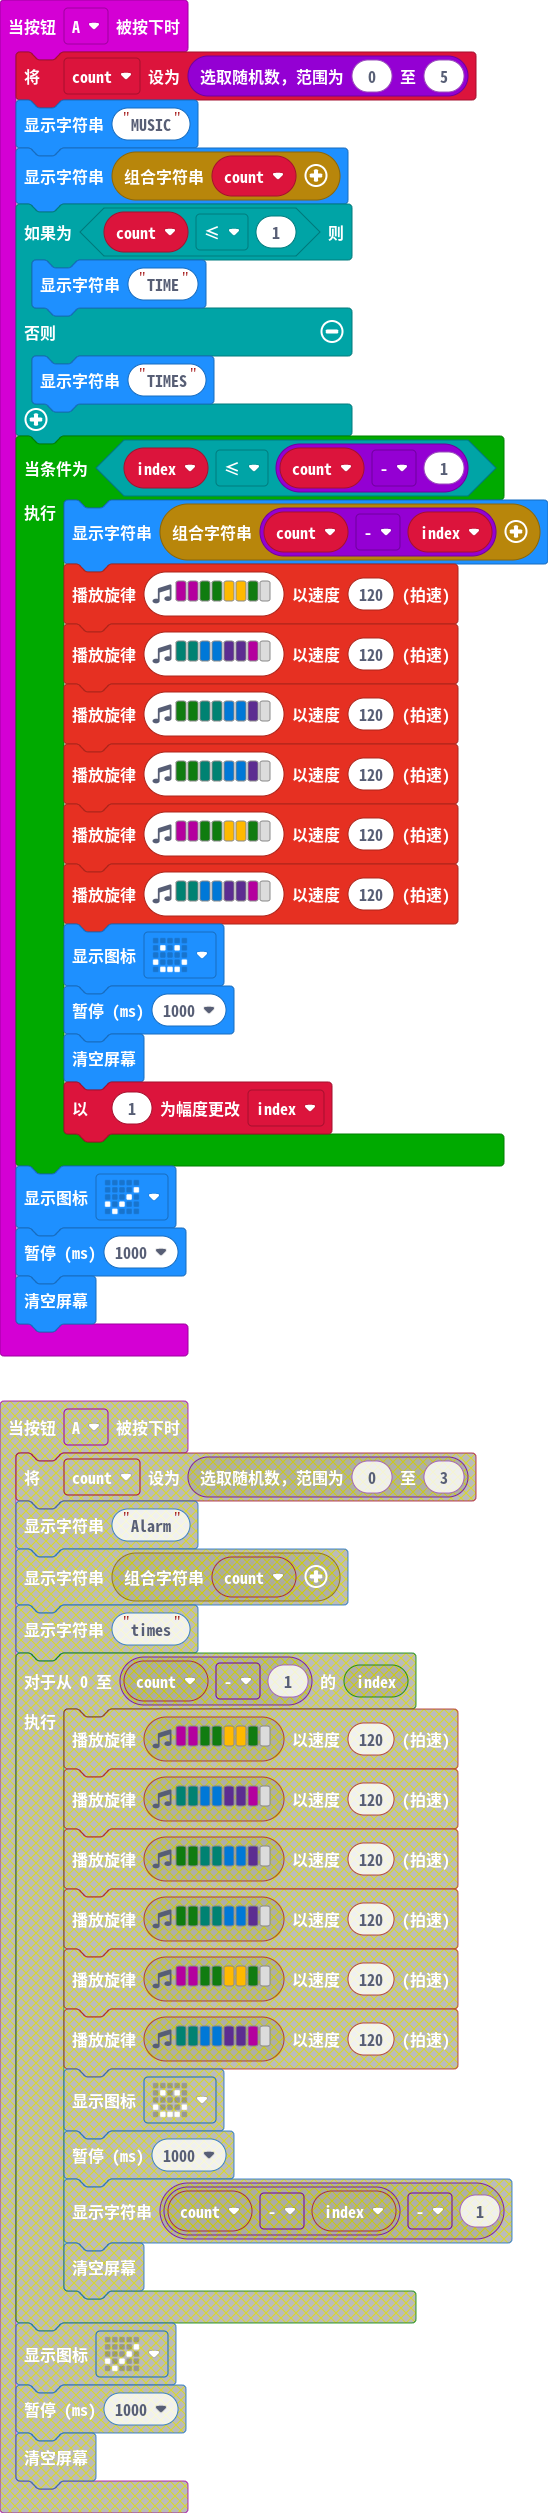 当按钮 A 被按下时
将 count 设为 选取随机数，范围为 0 至 5
显示字符串 "MUSIC"
显示字符串 组合字符串 count
如果为 count ≤ 1 则
显示字符串 "TIME"
否则
显示字符串 "TIMES"
当条件为 index ≤ count - 1
执行 显示字符串 组合字符串 count - index
播放旋律 以速度 120 (拍速)
播放旋律 以速度 120 (拍速)
播放旋律 以速度 120 (拍速)
播放旋律 以速度 120 (拍速)
播放旋律 以速度 120 (拍速)
播放旋律 以速度 120 (拍速)
显示图标
暂停 (ms) 1000
清空屏幕
以 1 为幅度更改 index
显示图标
暂停 (ms) 1000
清空屏幕
当按钮 A 被按下时
将 count 设为 选取随机数，范围为 0 至 3
显示字符串 "Alarm"
显示字符串 组合字符串 count
显示字符串 "times"
对于从 0 至 count - 1 的 index
执行 播放旋律 以速度 120 (拍速)
播放旋律 以速度 120 (拍速)
播放旋律 以速度 120 (拍速)
播放旋律 以速度 120 (拍速)
播放旋律 以速度 120 (拍速)
播放旋律 以速度 120 (拍速)
显示图标
暂停 (ms) 1000
显示字符串 count - index - 1
清空屏幕
显示图标
暂停 (ms) 1000
清空屏幕